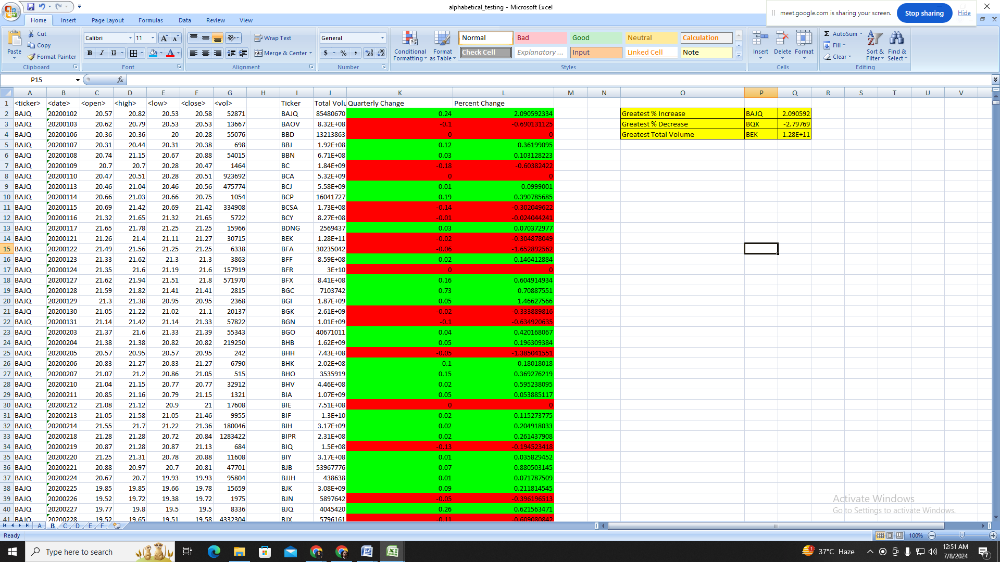 alphabetical_testing - Microsoft Excel
meet.google.com is sharing your screen. Stop sharing Hide
Home Insert Page Layout Formulas Data Review View
Paste Cut Copy Format Painter Clipboard
Calibri 11 B I U Font
Wrap Text Merge & Center Alignment
General $ % , Number
Conditional Formatting Format as Table
Normal Bad Good Neutral Calculation
Check Cell Explanatory ... Input Linked Cell Note
Styles
Insert Delete Format Cells
Σ AutoSum Fill Clear Sort & Filter Find & Select Editing
P15 fx
A B C D E F G H I J K L M N O P Q R S T U V
1 <ticker> <date> <open> <high> <low> <close> <vol> Ticker Total Volu Quarterly Change Percent Change
2 BAJQ 20200102 20.57 20.82 20.53 20.58 52871 BAJQ 85480670 0.24 2.090592334 Greatest % Increase BAJQ 2.090592
3 BAJQ 20200103 20.62 20.79 20.53 20.53 13667 BAOV 8.32E+08 -0.1 -0.690131125 Greatest % Decrease BQK -2.79769
4 BAJQ 20200106 20.36 20.36 20 20.28 55076 BBD 13213863 0 0 Greatest Total Volume BEK 1.28E+11
5 BAJQ 20200107 20.31 20.44 20.31 20.38 698 BBJ 1.92E+08 0.12 0.36199095
6 BAJQ 20200108 20.74 21.15 20.67 20.88 54015 BBN 6.71E+08 0.03 0.103128223
7 BAJQ 20200109 20.7 20.7 20.28 20.47 1464 BC 1.84E+09 -0.18 -0.60382422
8 BAJQ 20200110 20.47 20.51 20.28 20.51 923692 BCA 5.32E+09 0 0
9 BAJQ 20200113 20.46 21.04 20.46 20.56 475774 BCJ 5.58E+09 0.01 0.0999001
10 BAJQ 20200114 20.66 21.03 20.66 20.75 1054 BCP 16041727 0.19 0.390785685
11 BAJQ 20200115 20.69 21.42 20.69 21.42 334908 BCSA 1.73E+08 -0.14 -0.302049622
12 BAJQ 20200116 21.32 21.65 21.32 21.65 5722 BCY 8.27E+08 -0.01 -0.024044241
13 BAJQ 20200117 21.65 21.78 21.25 21.25 15966 BDNG 2569437 0.03 0.070372977
14 BAJQ 20200121 21.26 21.4 21.11 21.27 30715 BEK 1.28E+11 -0.02 -0.304878049
15 BAJQ 20200122 21.49 21.56 21.25 21.25 6338 BFA 30235042 -0.06 -1.652892562
16 BAJQ 20200123 21.33 21.62 21.3 21.3 3863 BFF 8.59E+08 0.02 0.146412884
17 BAJQ 20200124 21.35 21.6 21.19 21.6 157919 BFR 3E+10 0 0
18 BAJQ 20200127 21.62 21.94 21.51 21.8 571970 BFX 8.41E+08 0.16 0.604914934
19 BAJQ 20200128 21.59 21.82 21.41 21.41 2815 BGC 7103742 0.73 0.70887551
20 BAJQ 20200129 21.3 21.38 20.95 20.95 2368 BGI 1.87E+09 0.05 1.46627566
21 BAJQ 20200130 21.05 21.22 21.02 21.1 20137 BGK 2.61E+09 -0.02 -0.333889816
22 BAJQ 20200131 21.14 21.42 21.14 21.33 57822 BGN 1.01E+09 -0.1 -0.634920635
23 BAJQ 20200203 21.37 21.6 21.33 21.39 55343 BGO 40671011 0.04 0.420168067
24 BAJQ 20200204 21.38 21.38 20.82 20.82 219250 BHB 1.62E+09 0.05 0.196309384
25 BAJQ 20200205 20.57 20.95 20.57 20.95 242 BHH 7.43E+08 -0.05 -1.385041551
26 BAJQ 20200206 20.83 21.27 20.83 21.27 6790 BHK 2.02E+08 0.1 0.18018018
27 BAJQ 20200207 21.07 21.2 20.86 21.05 515 BHO 3535919 0.15 0.369276219
28 BAJQ 20200210 21.04 21.15 20.77 20.77 32912 BHV 4.46E+08 0.02 0.595238095
29 BAJQ 20200211 20.85 21.16 20.79 21.15 1321 BIA 1.07E+09 0.05 0.053885117
30 BAJQ 20200212 21.08 21.12 20.9 21 17608 BIE 7.51E+08 0 0
31 BAJQ 20200213 21.05 21.58 21.05 21.46 9955 BIF 1.3E+10 0.02 0.115273775
32 BAJQ 20200214 21.55 21.7 21.22 21.36 180046 BIH 3.17E+09 0.02 0.204918033
33 BAJQ 20200218 21.28 21.28 20.72 20.84 1283422 BIPR 2.31E+08 0.02 0.261437908
34 BAJQ 20200219 20.87 21.28 20.87 21.13 684 BIQ 1.5E+08 -0.13 -0.194523418
35 BAJQ 20200220 21.25 21.31 20.78 20.88 11608 BIY 3.17E+08 0.01 0.035829452
36 BAJQ 20200221 20.88 20.97 20.7 20.81 47701 BJB 53967776 0.07 0.880503145
37 BAJQ 20200224 20.67 20.7 19.93 19.93 95804 BJJH 438638 0.01 0.071787509
38 BAJQ 20200225 19.85 19.85 19.66 19.78 15659 BJK 3.08E+09 0.09 0.211814545
39 BAJQ 20200226 19.52 19.72 19.38 19.72 1975 BJN 5897642 -0.05 -0.396196513
40 BAJQ 20200227 19.77 19.8 19.5 19.5 8336 BJQ 4045420 0.26 0.621563471
41 BAJQ 20200228 19.52 19.65 19.51 19.58 4332304 BJX 5796161 -0.11 -0.609080842
Activate Windows
Go to Settings to activate Windows.
A B C D E F
Ready 100%
Type here to search 37°C Haze 12:51 AM
7/8/2024 7